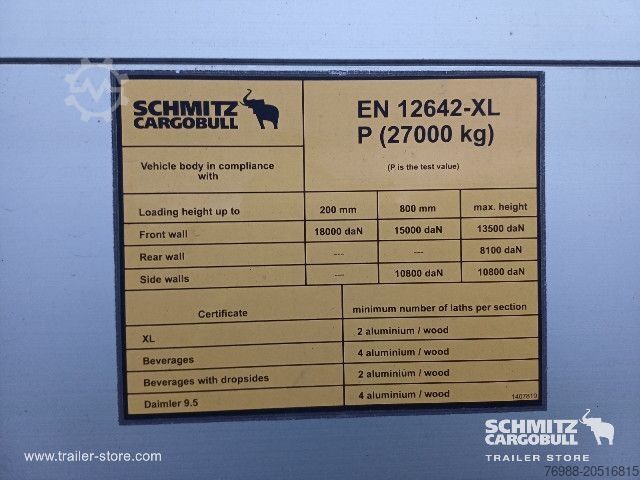 SCHMITZ
CARGOBULL
EN 12642-XL
P (27000 kg)
Vehicle body in compliance
with
(P is the test value)
Loading height up to 200 mm 800 mm max. height
Front wall 18000 daN 15000 daN 13500 daN
Rear wall --- --- 8100 daN
Side walls --- 10800 daN 10800 daN
Certificate minimum number of laths per section
XL 2 aluminium / wood
Beverages 4 aluminium / wood
Beverages with dropsides 2 aluminium / wood
Daimler 9.5 4 aluminium / wood
1407819
SCHMITZ
CARGOBULL
TRAILER STORE
www.trailer-store.com
76988-20516815